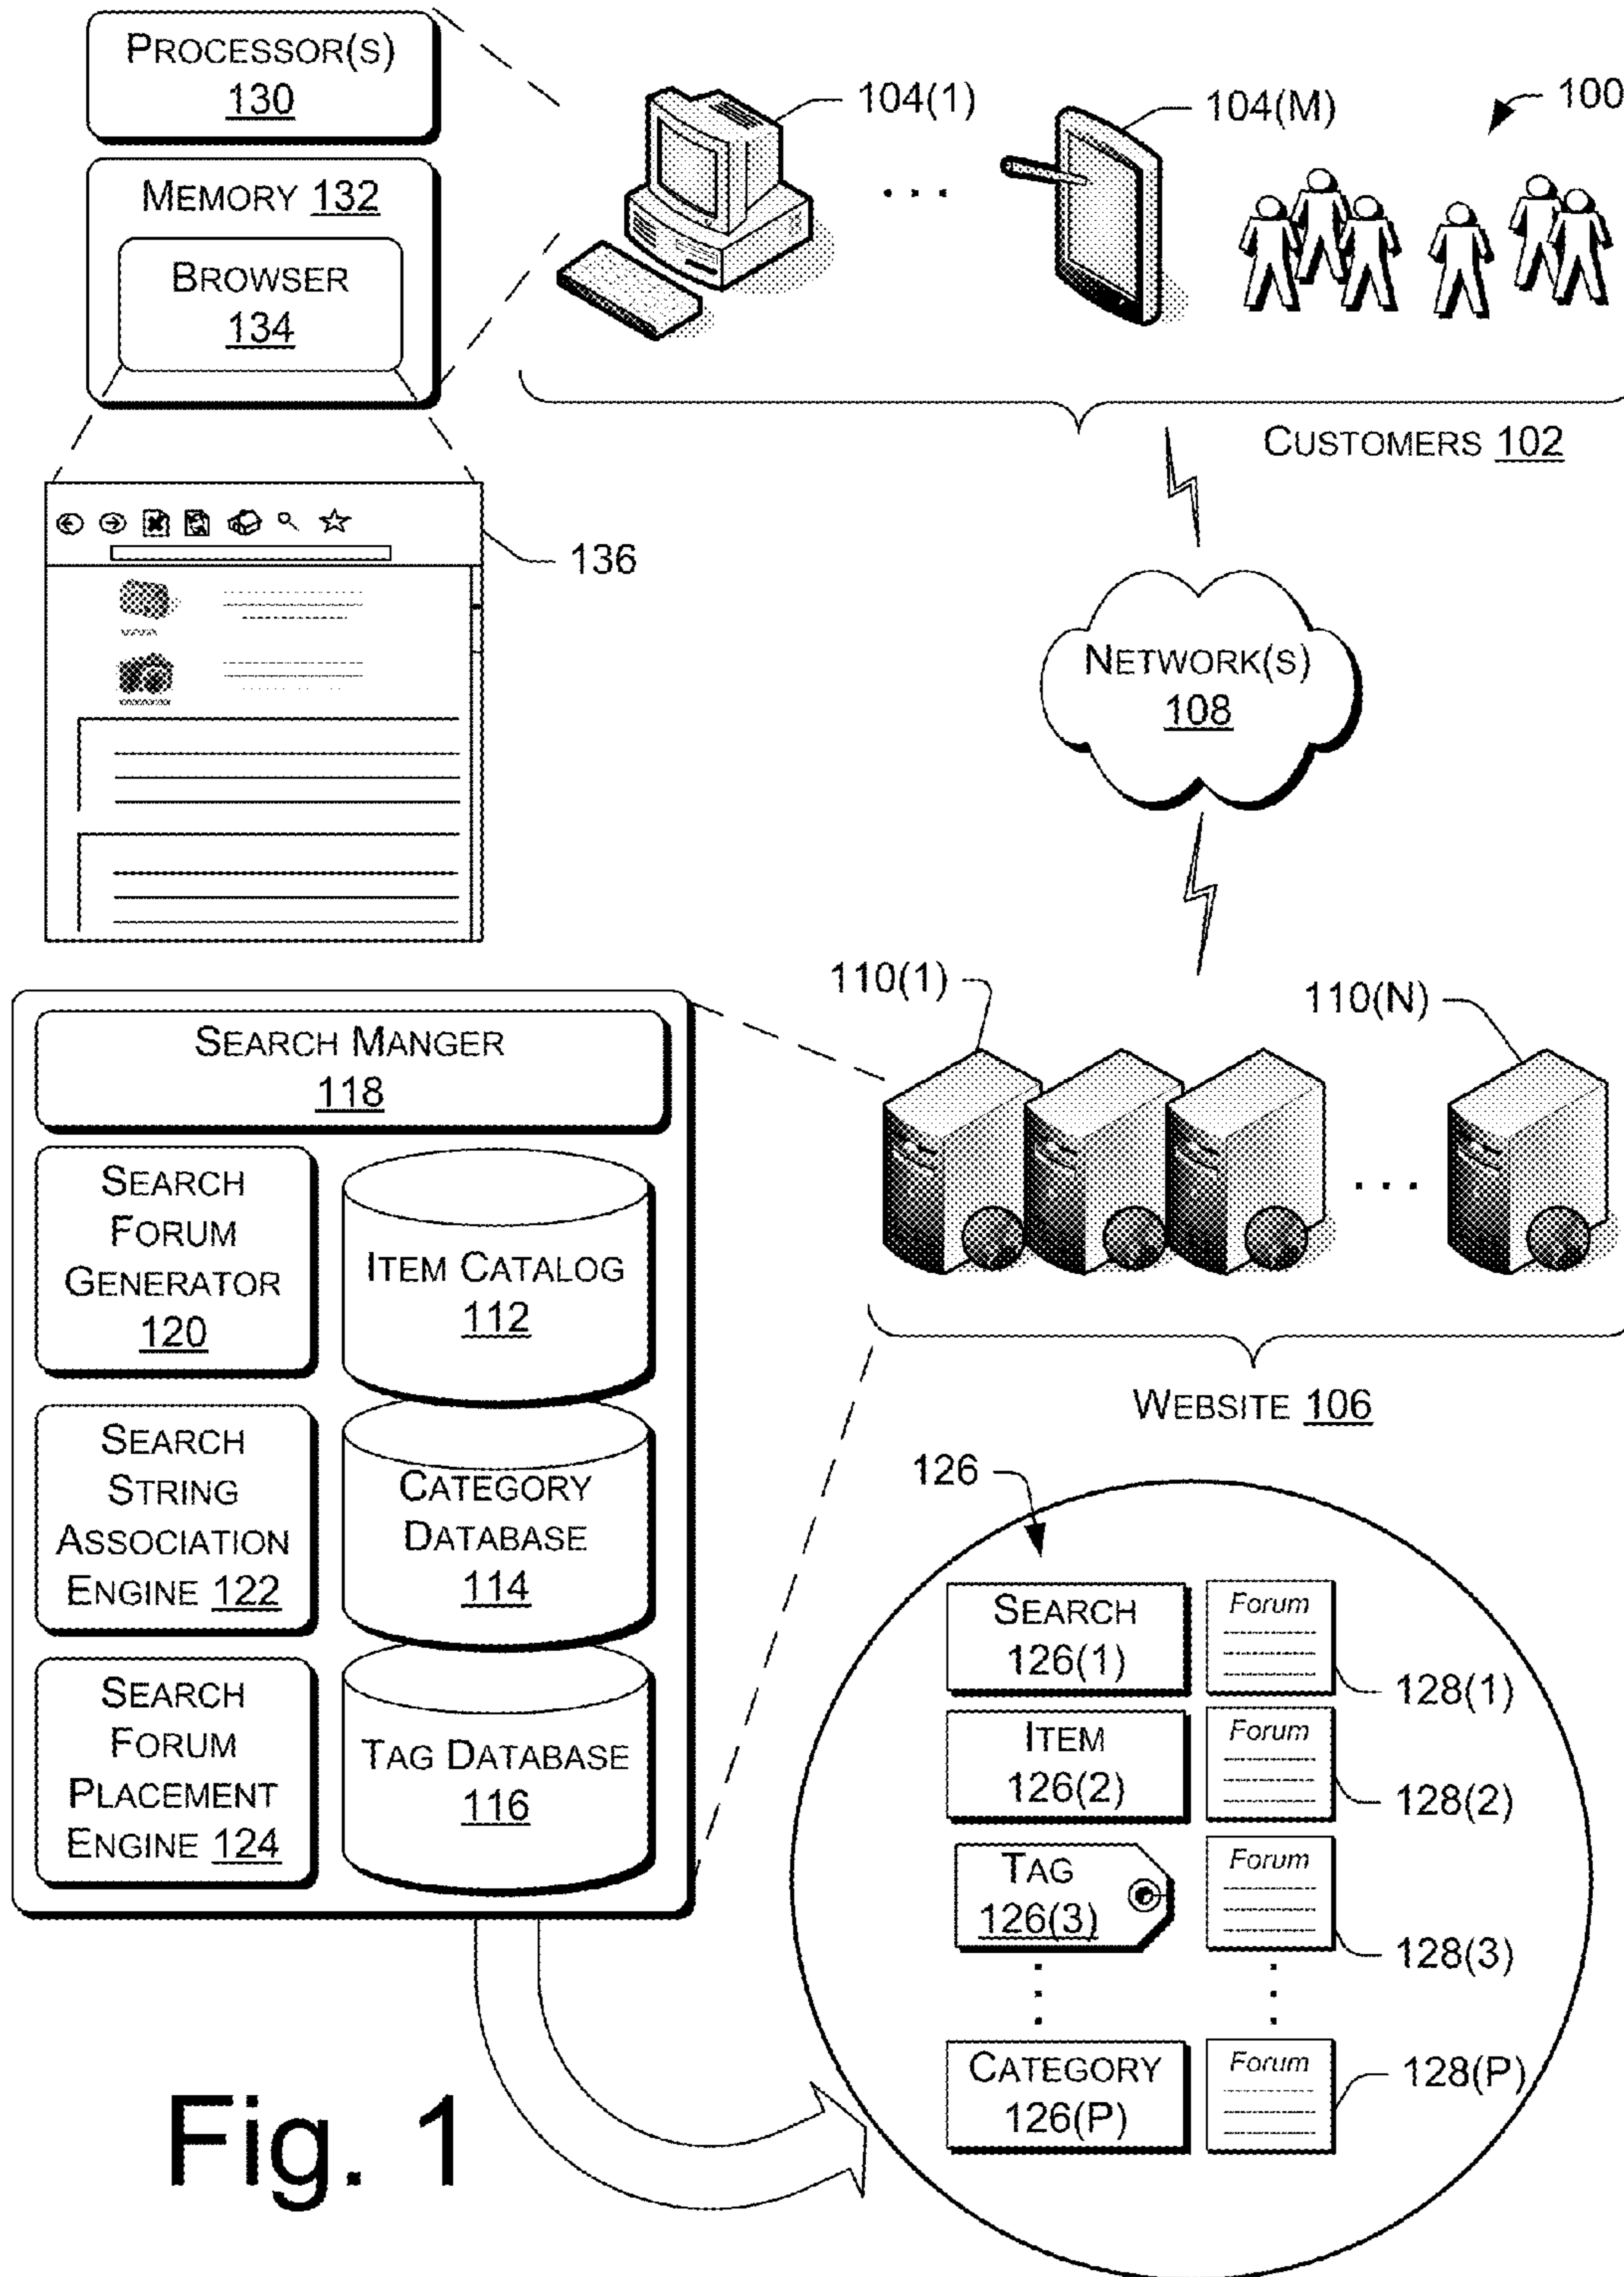 PROCESSOR(S)
130
MEMORY 132
BROWSER
134
104(1)
104(M)
100
CUSTOMERS 102
136
NETWORK(S)
108
110(1)
110(N)
WEBSITE 106
SEARCH MANGER
118
SEARCH
FORUM
GENERATOR
120
ITEM CATALOG
112
SEARCH
STRING
ASSOCIATION
ENGINE 122
CATEGORY
DATABASE
114
SEARCH
FORUM
PLACEMENT
ENGINE 124
TAG DATABASE
116
126
SEARCH
126(1)
Forum
128(1)
ITEM
126(2)
Forum
128(2)
TAG
126(3)
Forum
128(3)
CATEGORY
126(P)
Forum
128(P)
Fig. 1